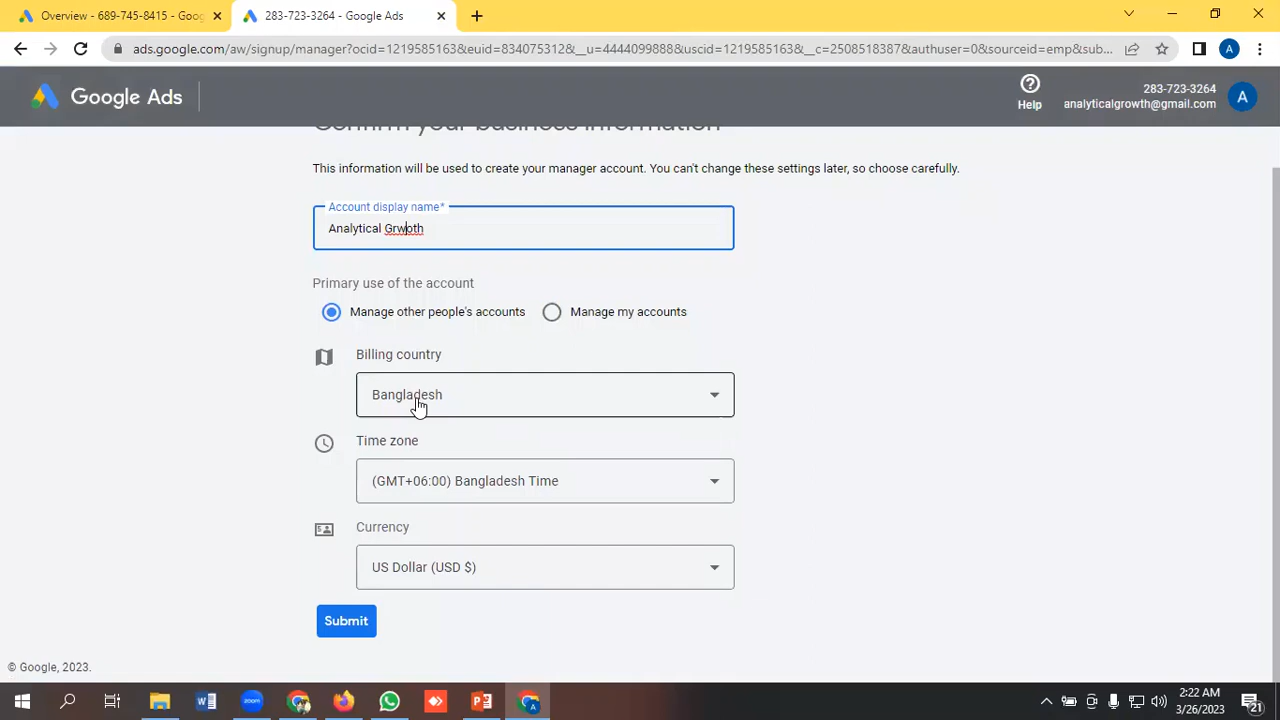 Overview - 689-745-8415 - Goog
283-723-3264 - Google Ads
ads.google.com/aw/signup/manager?ocid=1219585163&euid=834075312&__u=4444099888&uscid=1219585163&__c=2508518387&authuser=0&sourceid=emp&sub...
A
Google Ads
Help
283-723-3264
analyticalgrowth@gmail.com
A
Confirm your business information
This information will be used to create your manager account. You can't change these settings later, so choose carefully.
Account display name*
Analytical Grwoth
Primary use of the account
Manage other people's accounts
Manage my accounts
Billing country
Bangladesh
Time zone
(GMT+06:00) Bangladesh Time
Currency
US Dollar (USD $)
Submit
© Google, 2023.
zoom
2:22 AM
3/26/2023
21